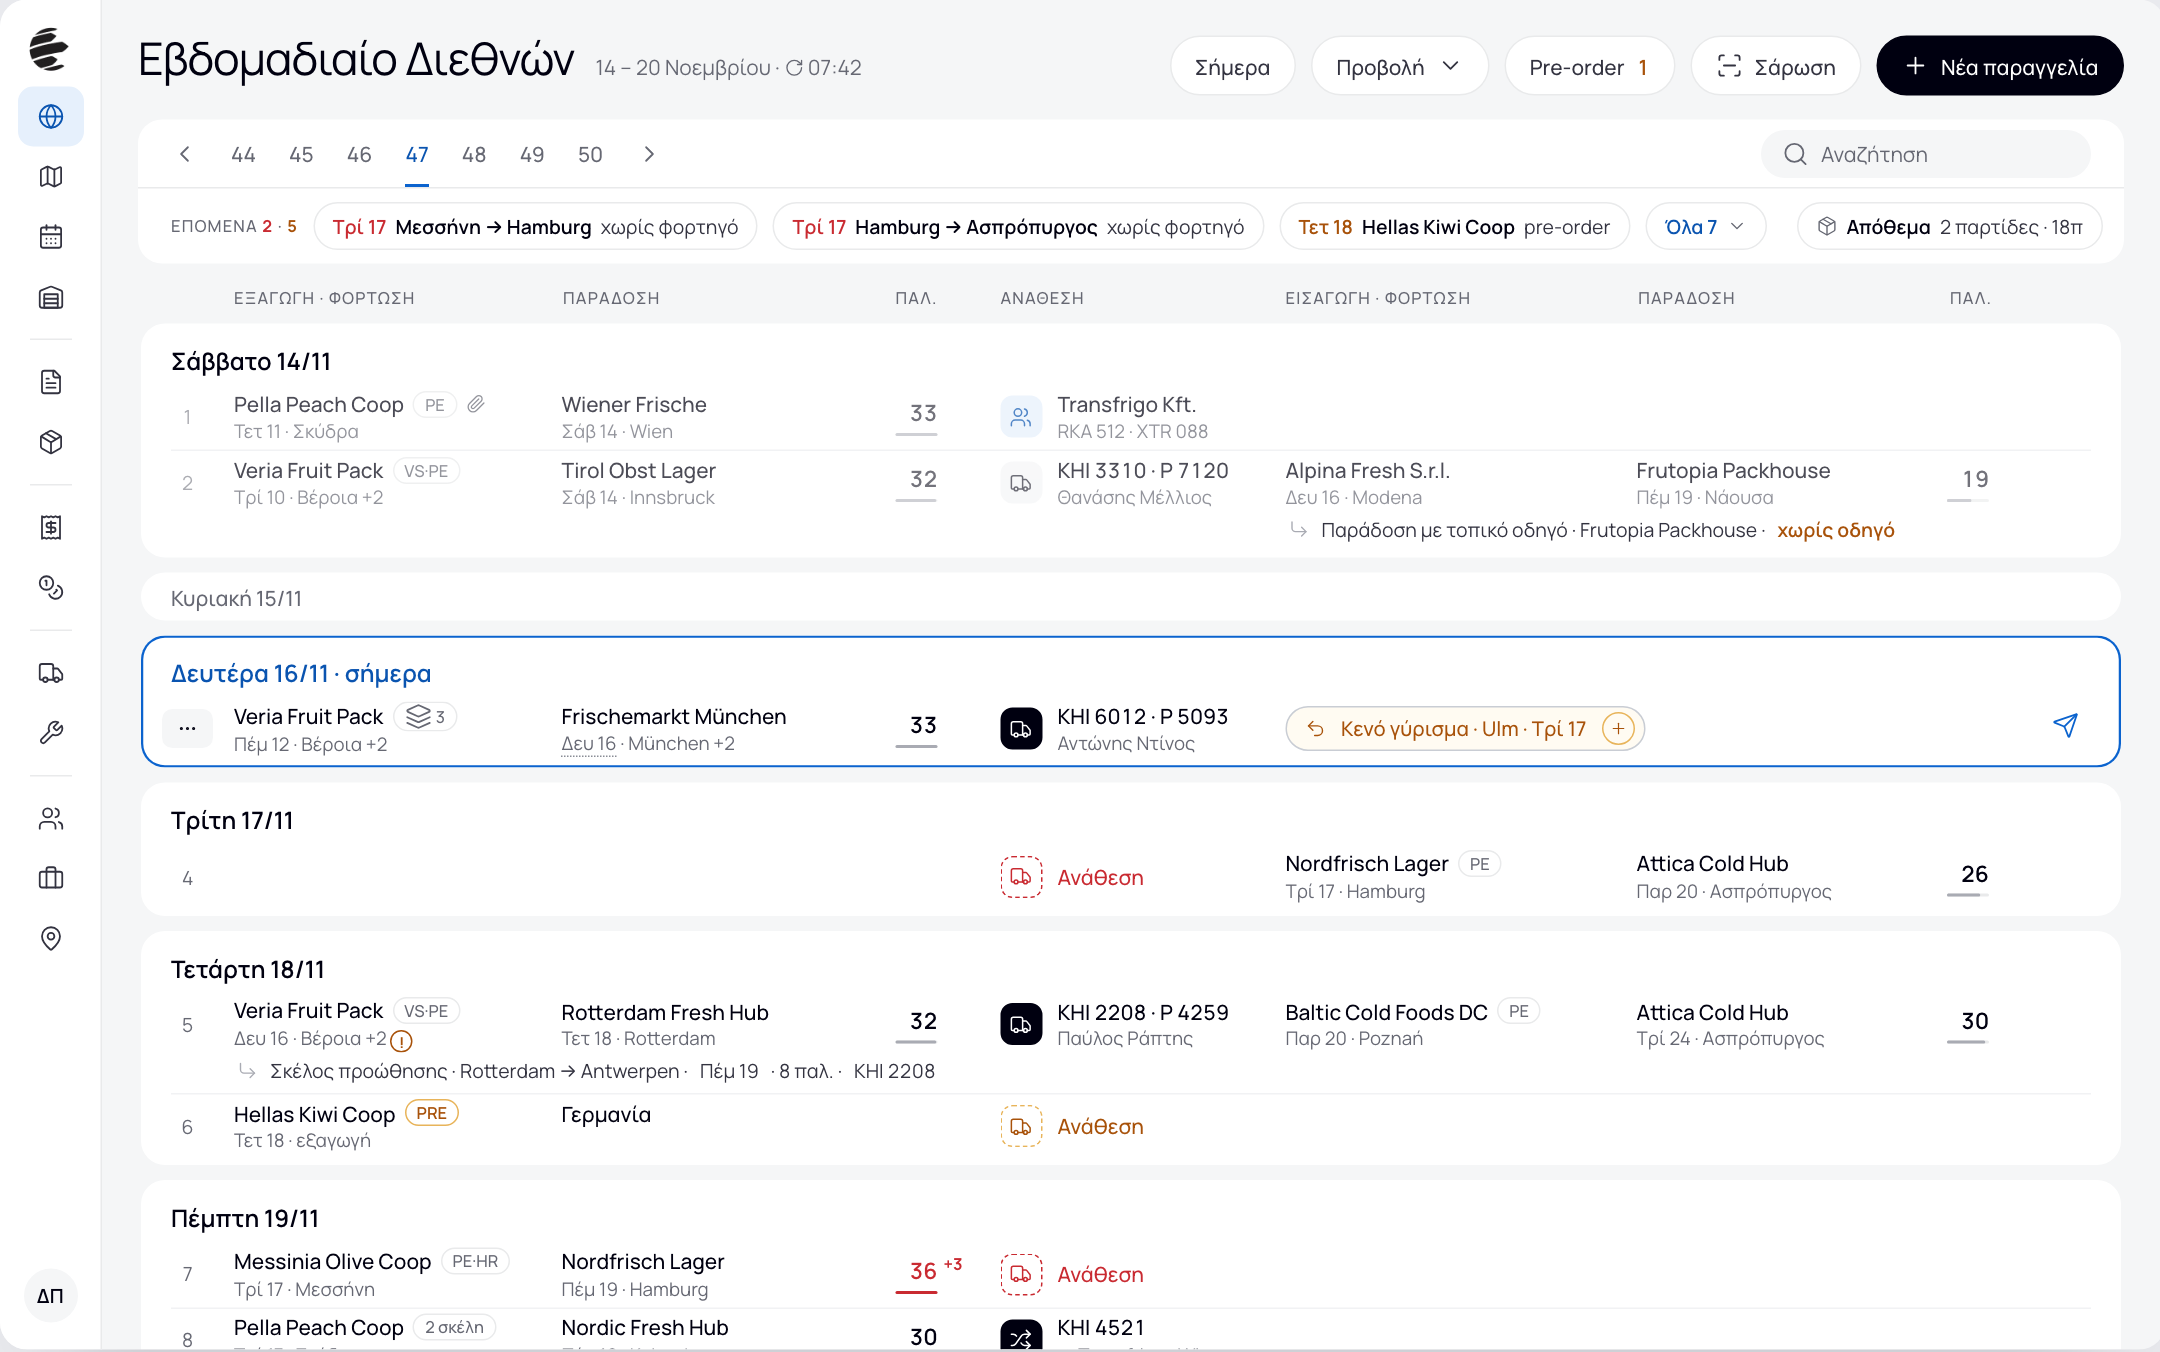 Εβδομαδιαίο Διεθνών 14 – 20 Νοεμβρίου · 07:42
Σήμερα Προβολή Pre-order 1 Σάρωση + Νέα παραγγελία
44 45 46 47 48 49 50 Αναζήτηση
ΕΠΟΜΕΝΑ 2 · 5 Τρί 17 Μεσσήνη → Hamburg χωρίς φορτηγό Τρί 17 Hamburg → Ασπρόπυργος χωρίς φορτηγό Τετ 18 Hellas Kiwi Coop pre-order Όλα 7 Απόθεμα 2 παρτίδες · 18π
ΕΞΑΓΩΓΗ · ΦΟΡΤΩΣΗ ΠΑΡΑΔΟΣΗ ΠΑΛ. ΑΝΑΘΕΣΗ ΕΙΣΑΓΩΓΗ · ΦΟΡΤΩΣΗ ΠΑΡΑΔΟΣΗ ΠΑΛ.
Σάββατο 14/11
1 Pella Peach Coop PE Wiener Frische 33 Transfrigo Kft.
Τετ 11 · Σκύδρα Σάβ 14 · Wien RKA 512 · XTR 088
2 Veria Fruit Pack VS·PE Tirol Obst Lager 32 KHI 3310 · P 7120 Alpina Fresh S.r.l. Frutopia Packhouse 19
Τρί 10 · Βέροια +2 Σάβ 14 · Innsbruck Θανάσης Μέλλιος Δευ 16 · Modena Πέμ 19 · Νάουσα
Παράδοση με τοπικό οδηγό · Frutopia Packhouse · χωρίς οδηγό
Κυριακή 15/11
Δευτέρα 16/11 · σήμερα
Veria Fruit Pack 3 Frischemarkt München 33 KHI 6012 · P 5093 Κενό γύρισμα · Ulm · Τρί 17
Πέμ 12 · Βέροια +2 Δευ 16 · München +2 Αντώνης Ντίνος
Τρίτη 17/11
4 Ανάθεση Nordfrisch Lager PE Attica Cold Hub 26
Τρί 17 · Hamburg Παρ 20 · Ασπρόπυργος
Τετάρτη 18/11
5 Veria Fruit Pack VS·PE Rotterdam Fresh Hub 32 KHI 2208 · P 4259 Baltic Cold Foods DC PE Attica Cold Hub 30
Δευ 16 · Βέροια +2 Τετ 18 · Rotterdam Παύλος Ράπτης Παρ 20 · Poznań Τρί 24 · Ασπρόπυργος
Σκέλος προώθησης · Rotterdam → Antwerpen · Πέμ 19 · 8 παλ. · KHI 2208
6 Hellas Kiwi Coop PRE Γερμανία Ανάθεση
Τετ 18 · εξαγωγή
Πέμπτη 19/11
7 Messinia Olive Coop PE·HR Nordfrisch Lager 36 +3 Ανάθεση
Τρί 17 · Μεσσήνη Πέμ 19 · Hamburg
8 Pella Peach Coop 2 σκέλη Nordic Fresh Hub 30 KHI 4521
ΔΠ